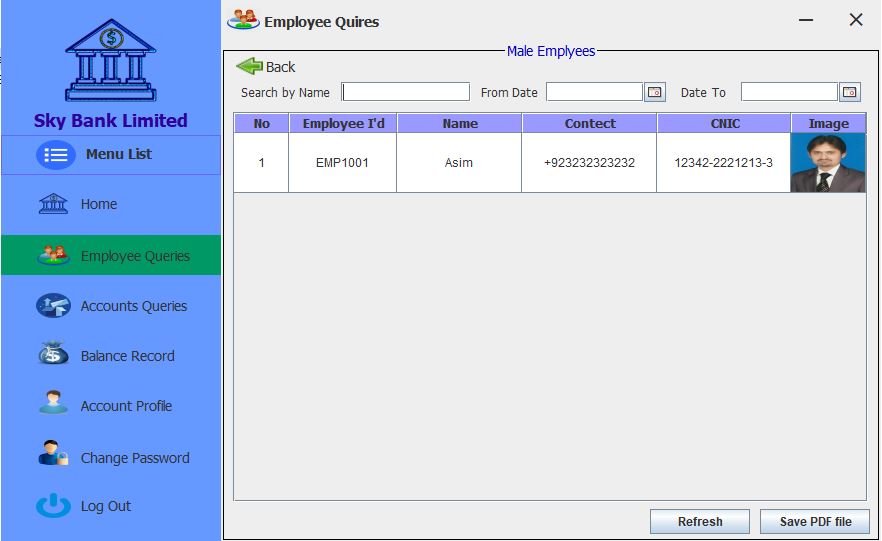 Employee Quires
Sky Bank Limited
Menu List
Home
Employee Queries
Accounts Queries
Balance Record
Account Profile
Change Password
Log Out
Male Emplyees
Back
Search by Name From Date Date To
No Employee I'd Name Contect CNIC Image
1 EMP1001 Asim +923232323232 12342-2221213-3
Refresh Save PDF file